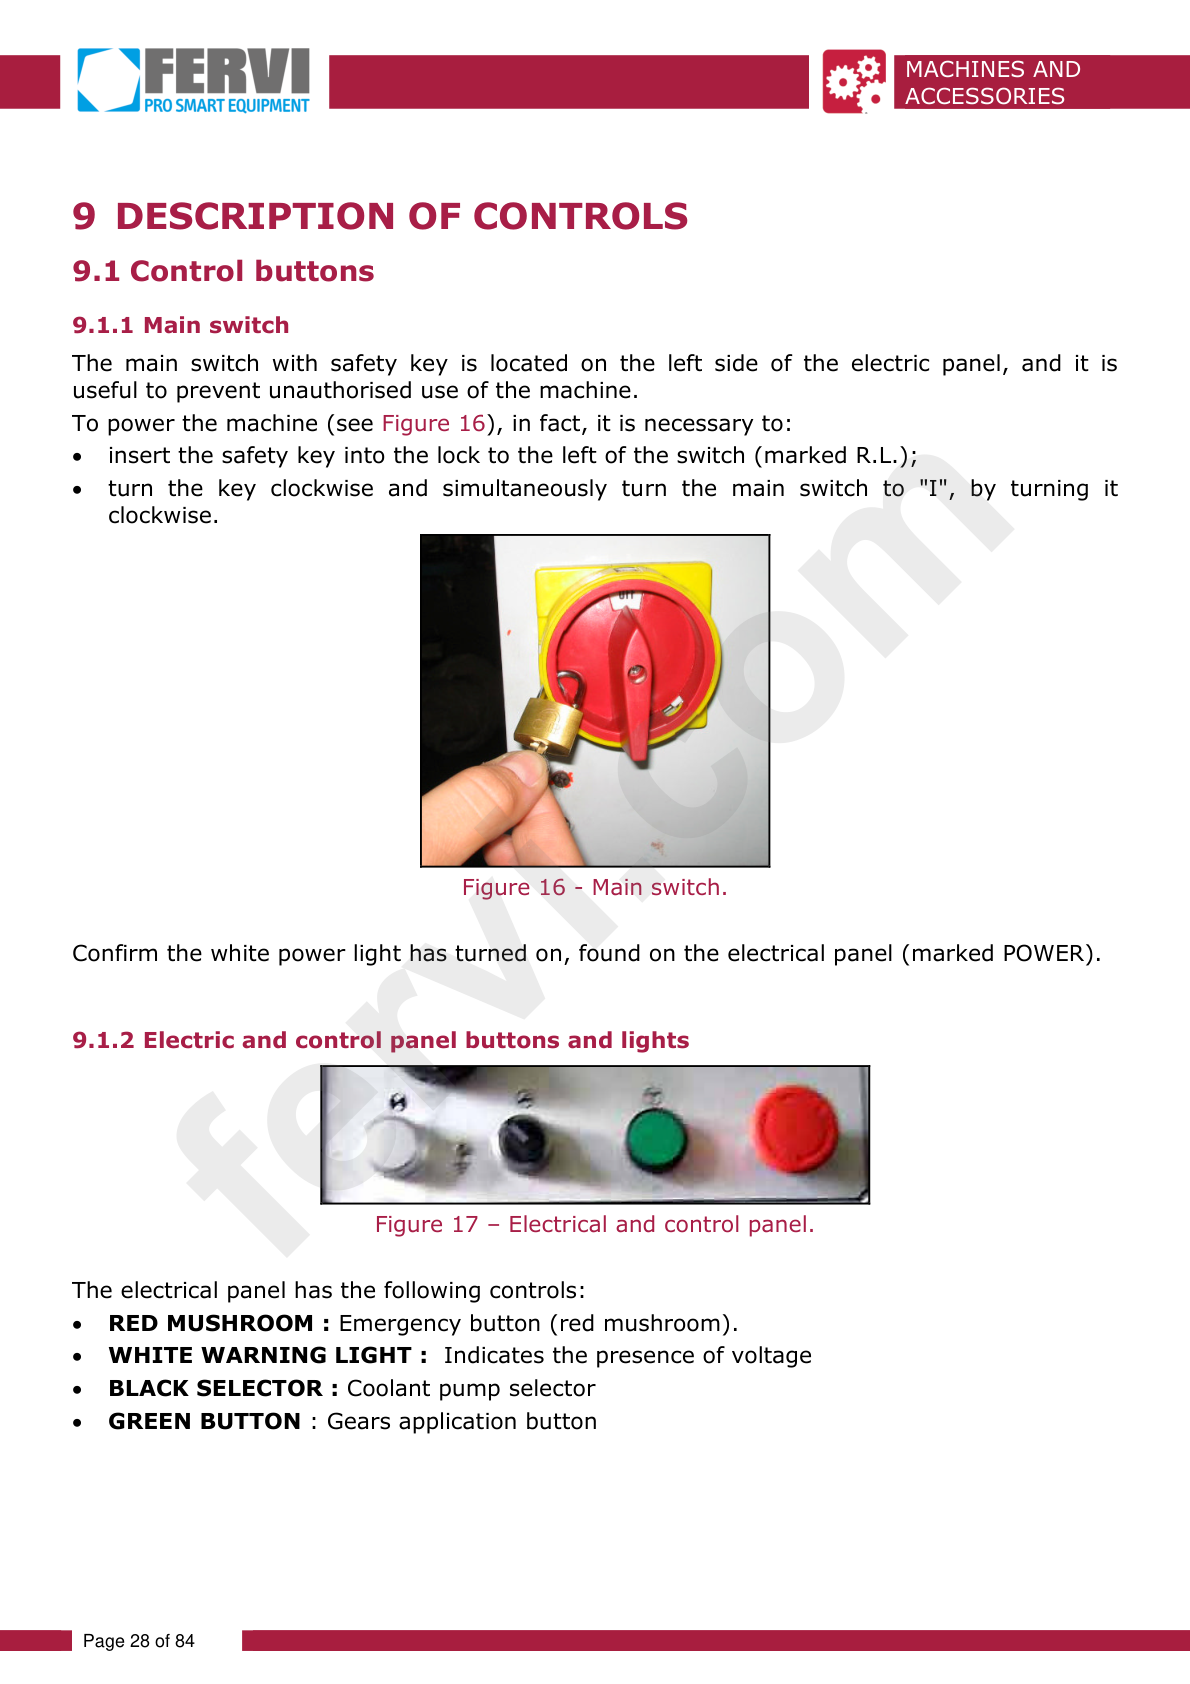 FERVI
PRO SMART EQUIPMENT
MACHINES AND
ACCESSORIES
9 DESCRIPTION OF CONTROLS
9.1 Control buttons
9.1.1 Main switch
The main switch with safety key is located on the left side of the electric panel, and it is
useful to prevent unauthorised use of the machine.
To power the machine (see Figure 16), in fact, it is necessary to:
• insert the safety key into the lock to the left of the switch (marked R.L.);
• turn the key clockwise and simultaneously turn the main switch to "I", by turning it
clockwise.
Figure 16 - Main switch.
Confirm the white power light has turned on, found on the electrical panel (marked POWER).
9.1.2 Electric and control panel buttons and lights
Figure 17 – Electrical and control panel.
The electrical panel has the following controls:
• RED MUSHROOM : Emergency button (red mushroom).
• WHITE WARNING LIGHT : Indicates the presence of voltage
• BLACK SELECTOR : Coolant pump selector
• GREEN BUTTON : Gears application button
Page 28 of 84
fervi.com